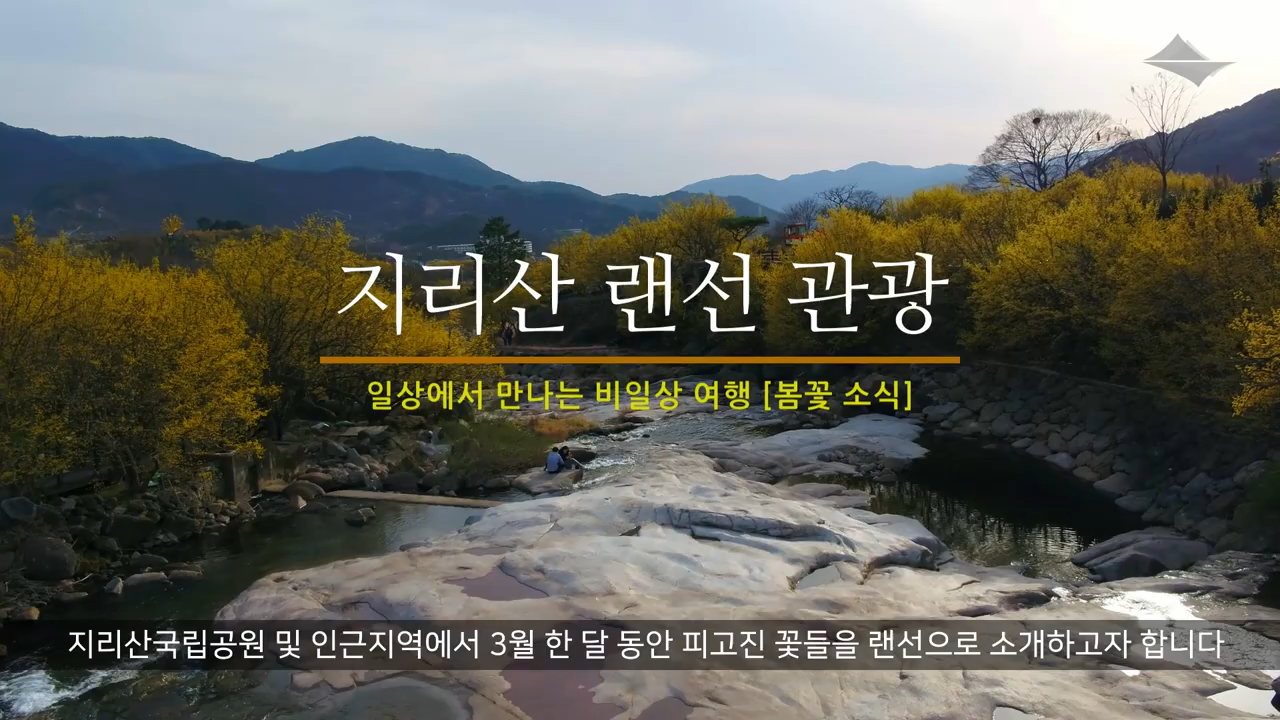 지리산 랜선 관광
일상에서 만나는 비일상 여행 [봄꽃 소식]
지리산국립공원 및 인근지역에서 3월 한 달 동안 피고진 꽃들을 랜선으로 소개하고자 합니다